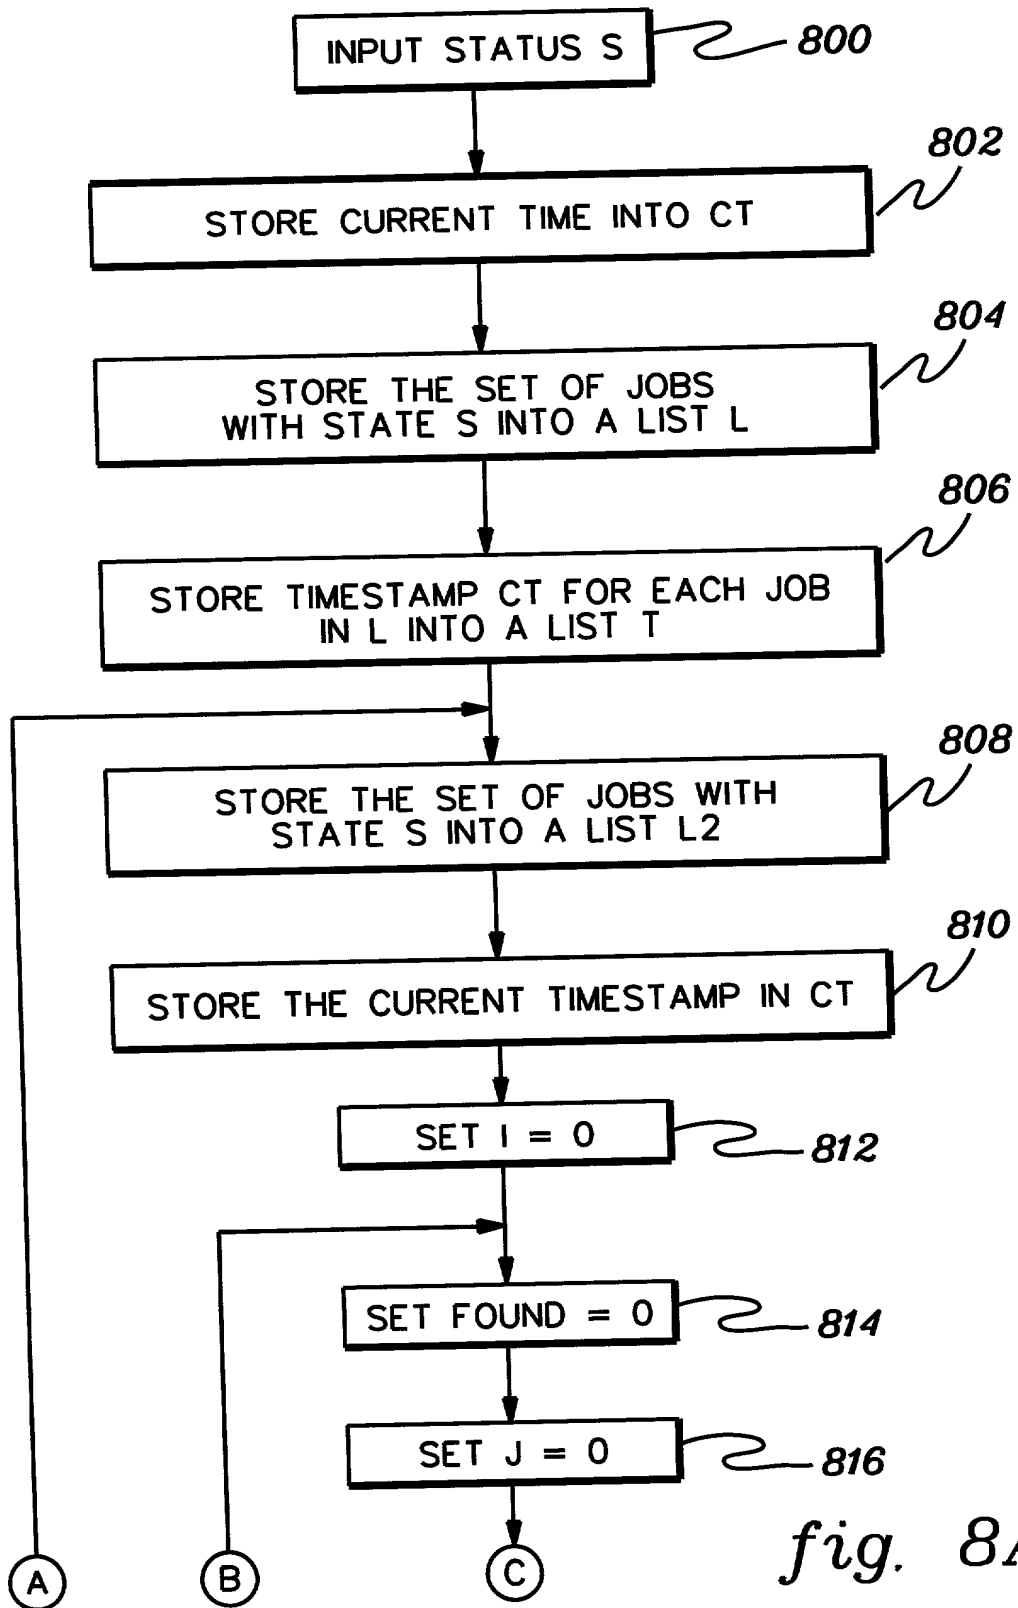 INPUT STATUS S
800
802
STORE CURRENT TIME INTO CT
804
STORE THE SET OF JOBS
WITH STATE S INTO A LIST L
806
STORE TIMESTAMP CT FOR EACH JOB
IN L INTO A LIST T
808
STORE THE SET OF JOBS WITH
STATE S INTO A LIST L2
810
STORE THE CURRENT TIMESTAMP IN CT
SET I = 0
812
SET FOUND = 0
814
SET J = 0
816
A
B
C
fig. 8A